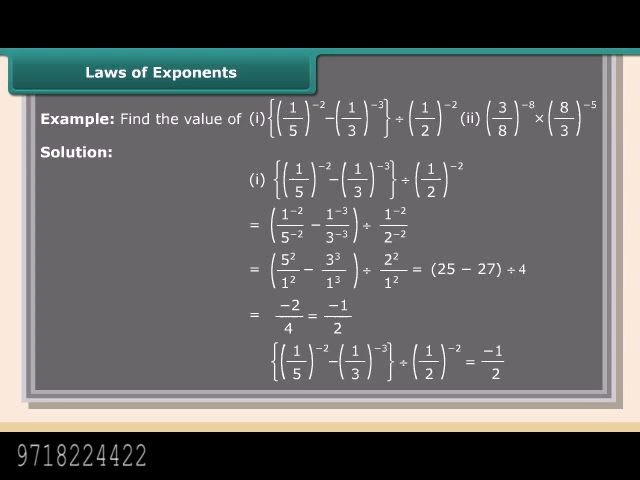 Laws of Exponents
Example: Find the value of (i) {(1/5)⁻² − (1/3)⁻³} ÷ (1/2)⁻² (ii) (3/8)⁻⁸ × (8/3)⁻⁵
Solution:
(i) {(1/5)⁻² − (1/3)⁻³} ÷ (1/2)⁻²
= (1⁻²/5⁻² − 1⁻³/3⁻³) ÷ 1⁻²/2⁻²
= (5²/1² − 3³/1³) ÷ 2²/1² = (25 − 27) ÷ 4
= −2/4 = −1/2
{(1/5)⁻² − (1/3)⁻³} ÷ (1/2)⁻² = −1/2
9718224422